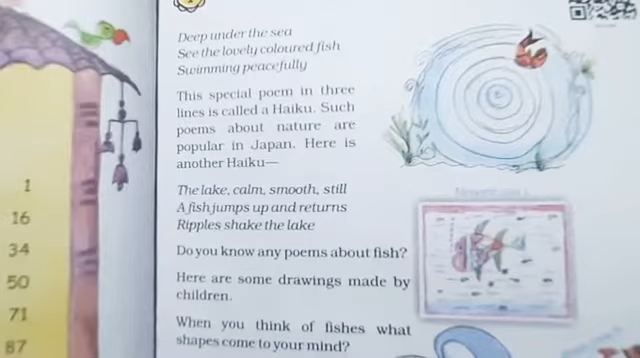 Deep under the sea
See the lovely coloured fish
Swimming peacefully
This special poem in three
lines is called a Haiku. Such
poems about nature are
popular in Japan. Here is
another Haiku—
The lake, calm, smooth, still
A fish jumps up and returns
Ripples shake the lake
Do you know any poems about fish?
Here are some drawings made by
children.
When you think of fishes what
shapes come to your mind?
1
16
34
50
71
87